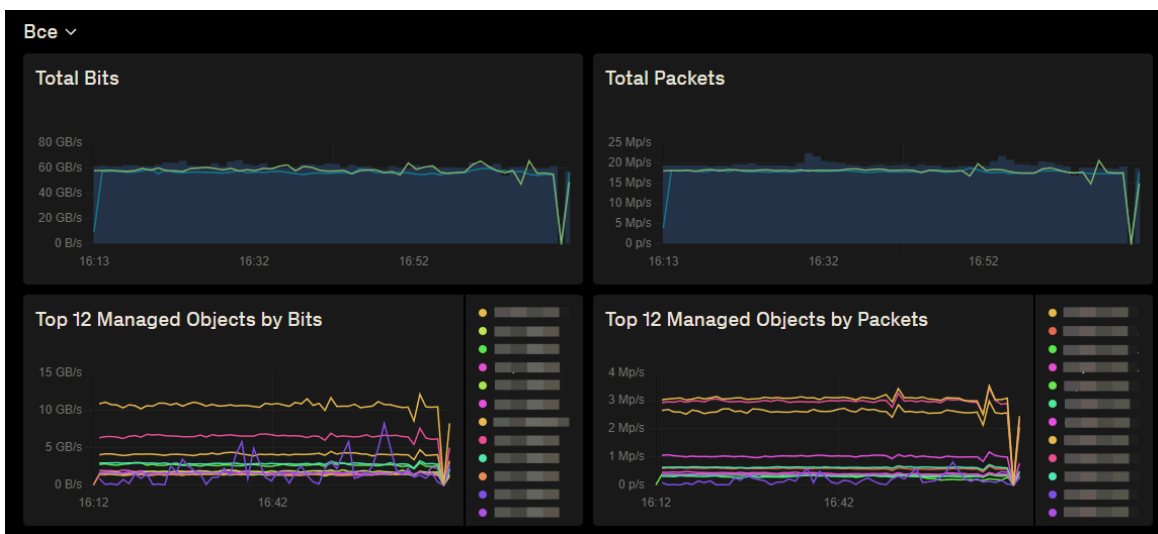 Все
Total Bits
80 GB/s
60 GB/s
40 GB/s
20 GB/s
0 B/s
16:13
16:32
16:52
Total Packets
25 Mp/s
20 Mp/s
15 Mp/s
10 Mp/s
5 Mp/s
0 p/s
16:13
16:32
16:52
Top 12 Managed Objects by Bits
15 GB/s
10 GB/s
5 GB/s
0 B/s
16:12
16:42
Top 12 Managed Objects by Packets
4 Mp/s
3 Mp/s
2 Mp/s
1 Mp/s
0 p/s
16:12
16:42